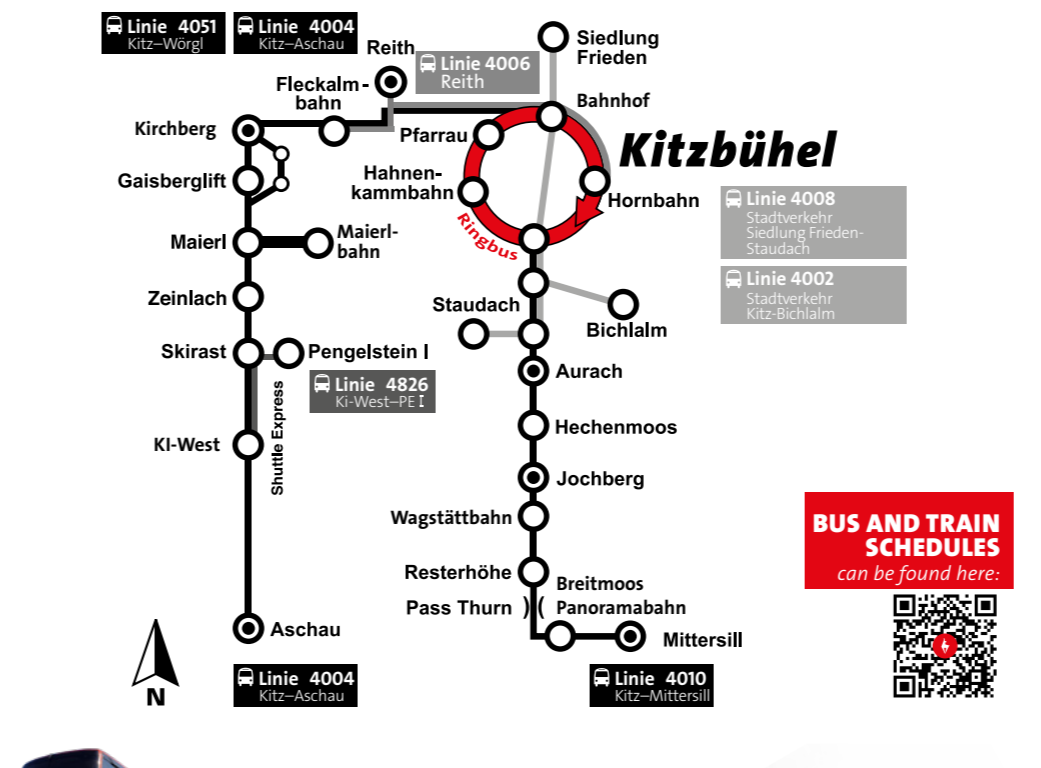 Linie 4051
Kitz–Wörgl
Linie 4004
Kitz–Aschau
Reith
Linie 4006
Reith
Siedlung
Frieden
Fleckalm-
bahn
Bahnhof
Kirchberg
Pfarrau
Kitzbühel
Gaisberglift
Hahnen-
kammbahn
Hornbahn
Linie 4008
Stadtverkehr
Siedlung Frieden-
Staudach
Ringbus
Maierl
Maierl-
bahn
Linie 4002
Stadtverkehr
Kitz-Bichlalm
Zeinlach
Staudach
Bichlalm
Skirast
Pengelstein I
Aurach
Linie 4826
Ki-West–PE I
Shuttle Express
KI-West
Hechenmoos
Jochberg
Wagstättbahn
BUS AND TRAIN
SCHEDULES
can be found here:
Resterhöhe
Breitmoos
Panoramabahn
Pass Thurn
Aschau
Mittersill
N
Linie 4004
Kitz–Aschau
Linie 4010
Kitz–Mittersill